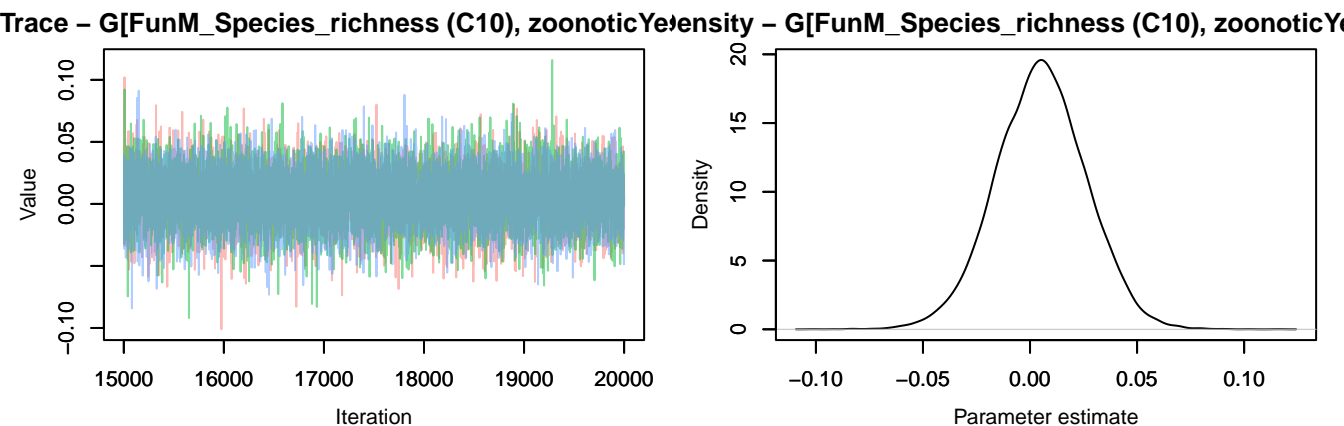 Trace – G[FunM_Species_richness (C10), zoonoticYe
ensity – G[FunM_Species_richness (C10), zoonoticYe
Value
0.10
0.05
0.00
−0.10
15000 16000 17000 18000 19000 20000
Iteration
Density
20
15
10
5
0
−0.10 −0.05 0.00 0.05 0.10
Parameter estimate